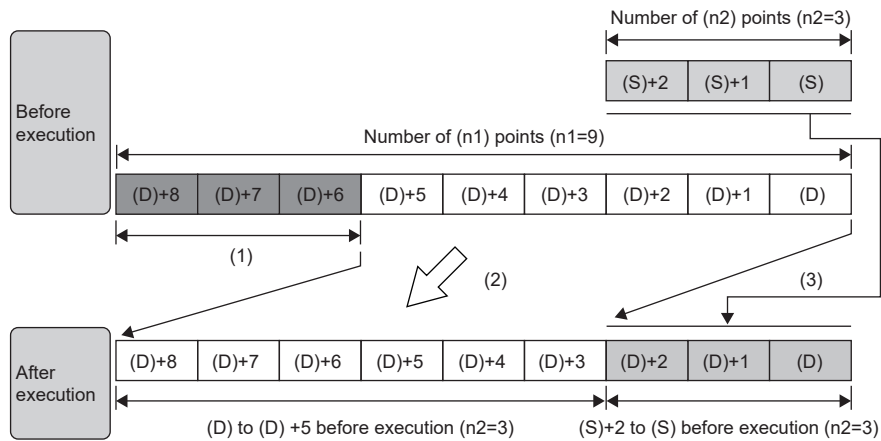 Number of (n2) points (n2=3)
(S)+2 (S)+1 (S)
Before
execution
Number of (n1) points (n1=9)
(D)+8 (D)+7 (D)+6 (D)+5 (D)+4 (D)+3 (D)+2 (D)+1 (D)
(1)
(2)
(3)
After
execution
(D)+8 (D)+7 (D)+6 (D)+5 (D)+4 (D)+3 (D)+2 (D)+1 (D)
(D) to (D) +5 before execution (n2=3)
(S)+2 to (S) before execution (n2=3)